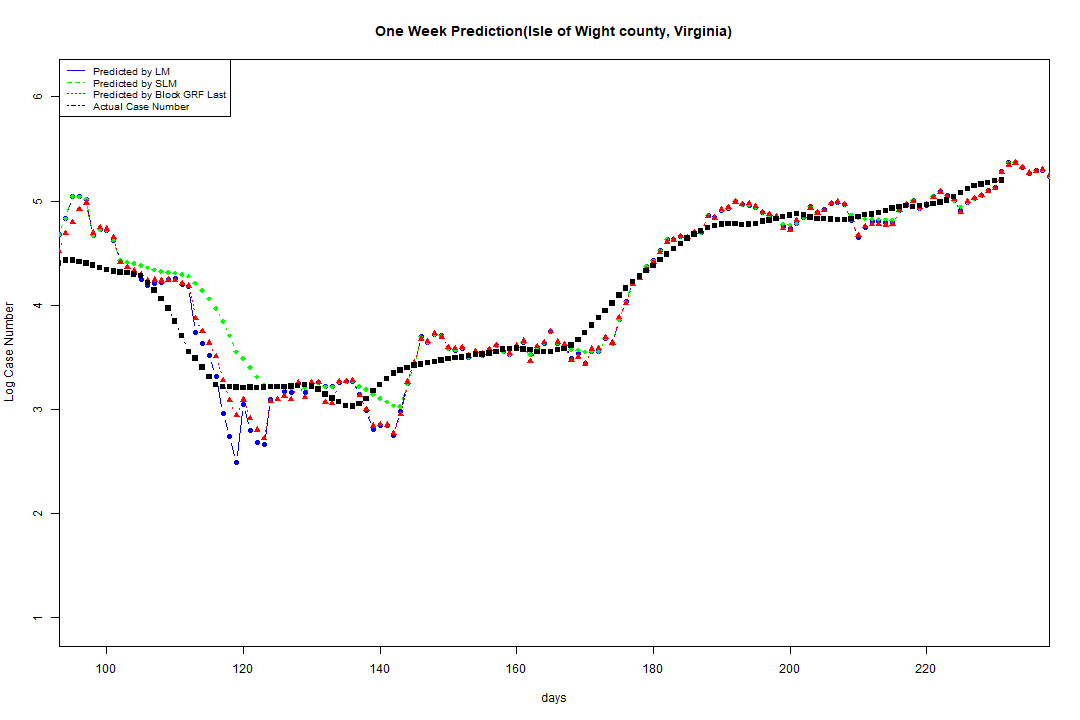 One Week Prediction(Isle of Wight county, Virginia)
Predicted by LM
Predicted by SLM
Predicted by Block GRF Last
Actual Case Number
6
5
4
3
2
1
Log Case Number
100 120 140 160 180 200 220
days